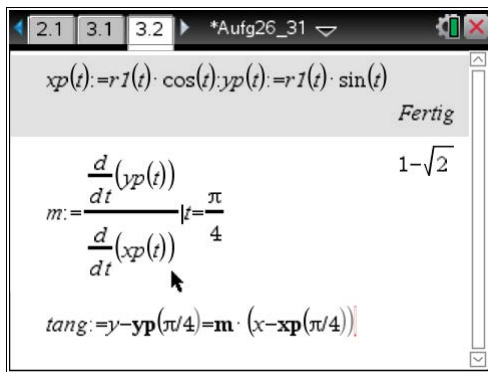 2.1 3.1 3.2 *Aufg26_31
xp(t):=r1(t)·cos(t):yp(t):=r1(t)·sin(t)
Fertig
m:=(d/dt(yp(t)))/(d/dt(xp(t)))|t=π/4 1-√2
tang:=y-yp(π/4)=m·(x-xp(π/4))